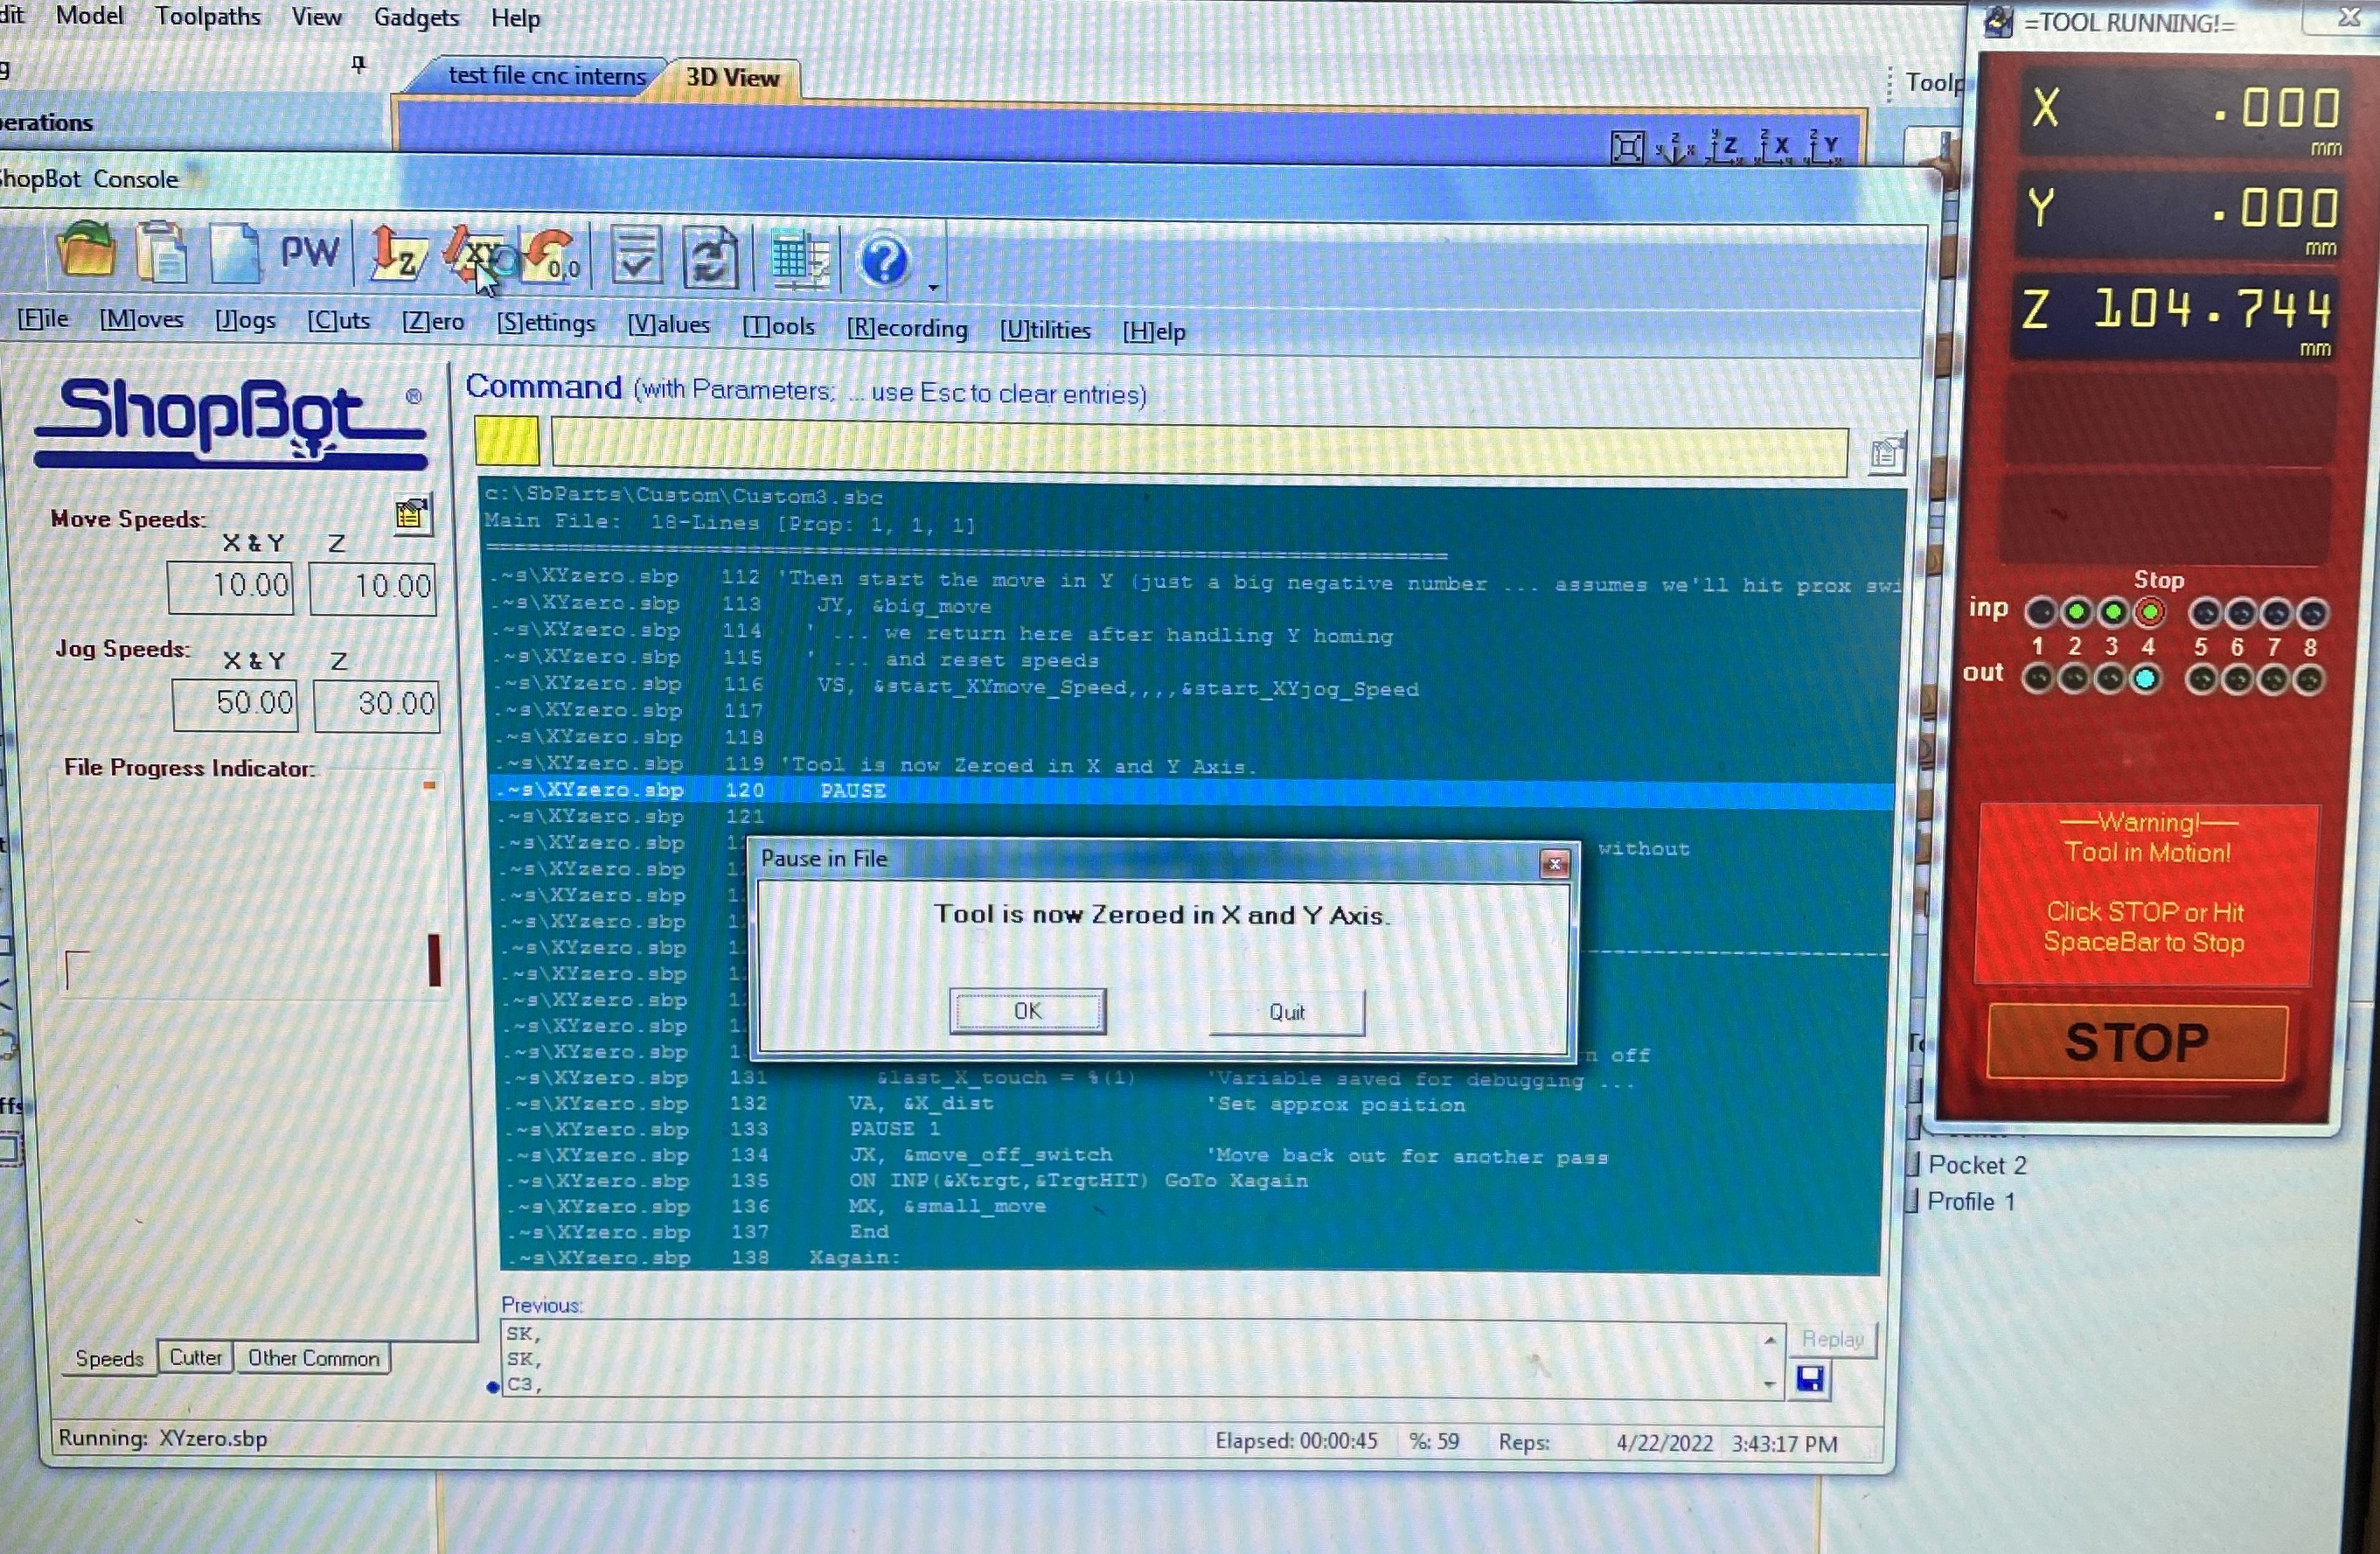 dit Model Toolpaths View Gadgets Help
g
test file cnc interns 3D View
Toolp
erations
hopBot Console
PW Z XY 0,0 ?
[F]ile [M]oves [J]ogs [C]uts [Z]ero [S]ettings [V]alues [T]ools [R]ecording [U]tilities [H]elp
ShopBot ®
Command (with Parameters; ... use Esc to clear entries)
Move Speeds:
X & Y Z
10.00 10.00
Jog Speeds:
X & Y Z
50.00 30.00
File Progress Indicator:
c:\SbParts\Custom\Custom3.sbc
Main File: 18-Lines [Prop: 1, 1, 1]
.~s\XYzero.sbp 112 'Then start the move in Y (just a big negative number ... assumes we'll hit prox swi
.~s\XYzero.sbp 113 JY, &big_move
.~s\XYzero.sbp 114 ' ... we return here after handling Y homing
.~s\XYzero.sbp 115 ' ... and reset speeds
.~s\XYzero.sbp 116 VS, &start_XYmove_Speed,,,,&start_XYjog_Speed
.~s\XYzero.sbp 117
.~s\XYzero.sbp 118
.~s\XYzero.sbp 119 'Tool is now Zeroed in X and Y Axis.
.~s\XYzero.sbp 120 PAUSE
.~s\XYzero.sbp 121
.~s\XYzero.sbp 1 without
.~s\XYzero.sbp 1
.~s\XYzero.sbp 1
.~s\XYzero.sbp 1
.~s\XYzero.sbp 1
.~s\XYzero.sbp 1
.~s\XYzero.sbp 1
.~s\XYzero.sbp 1
.~s\XYzero.sbp 1 n off
.~s\XYzero.sbp 131 &last_X_touch = %(1) 'Variable saved for debugging ...
.~s\XYzero.sbp 132 VA, &X_dist 'Set approx position
.~s\XYzero.sbp 133 PAUSE 1
.~s\XYzero.sbp 134 JX, &move_off_switch 'Move back out for another pass
.~s\XYzero.sbp 135 ON INP(&Xtrgt,&TrgtHIT) GoTo Xagain
.~s\XYzero.sbp 136 MX, &small_move
.~s\XYzero.sbp 137 End
.~s\XYzero.sbp 138 Xagain:
Pause in File
Tool is now Zeroed in X and Y Axis.
OK Quit
Previous:
SK,
SK,
C3,
Replay
Speeds Cutter Other Common
Running: XYzero.sbp Elapsed: 00:00:45 %: 59 Reps: 4/22/2022 3:43:17 PM
=TOOL RUNNING!=
X .000
mm
Y .000
mm
Z 104.744
mm
Stop
inp
1 2 3 4 5 6 7 8
out
Warning!
Tool in Motion!
Click STOP or Hit
SpaceBar to Stop
STOP
Pocket 2
Profile 1